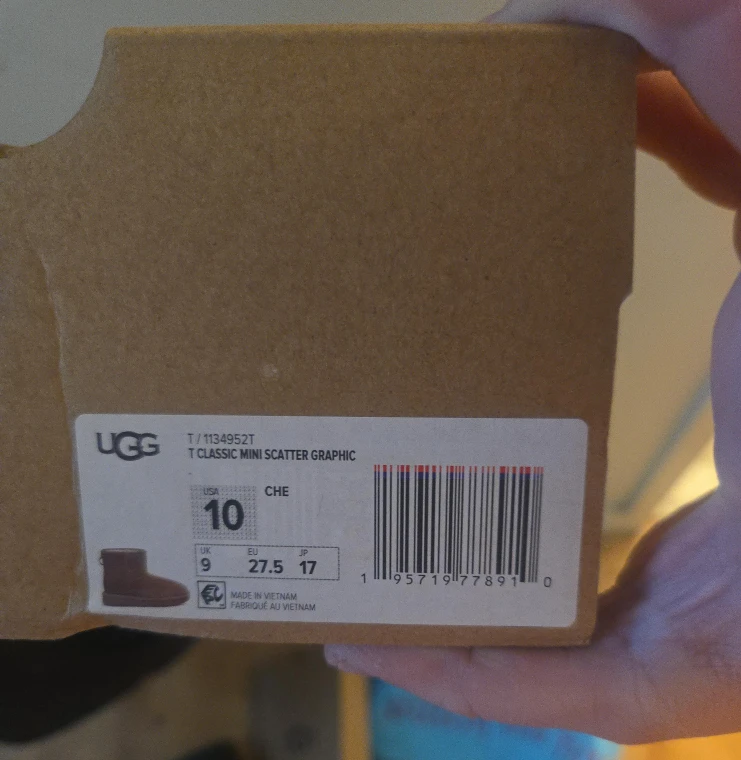 UGG
T / 1134952T
T CLASSIC MINI SCATTER GRAPHIC
USA
10
CHE
UK EU JP
9 27.5 17
MADE IN VIETNAM
FABRIQUÉ AU VIETNAM
1 95719 77891 0